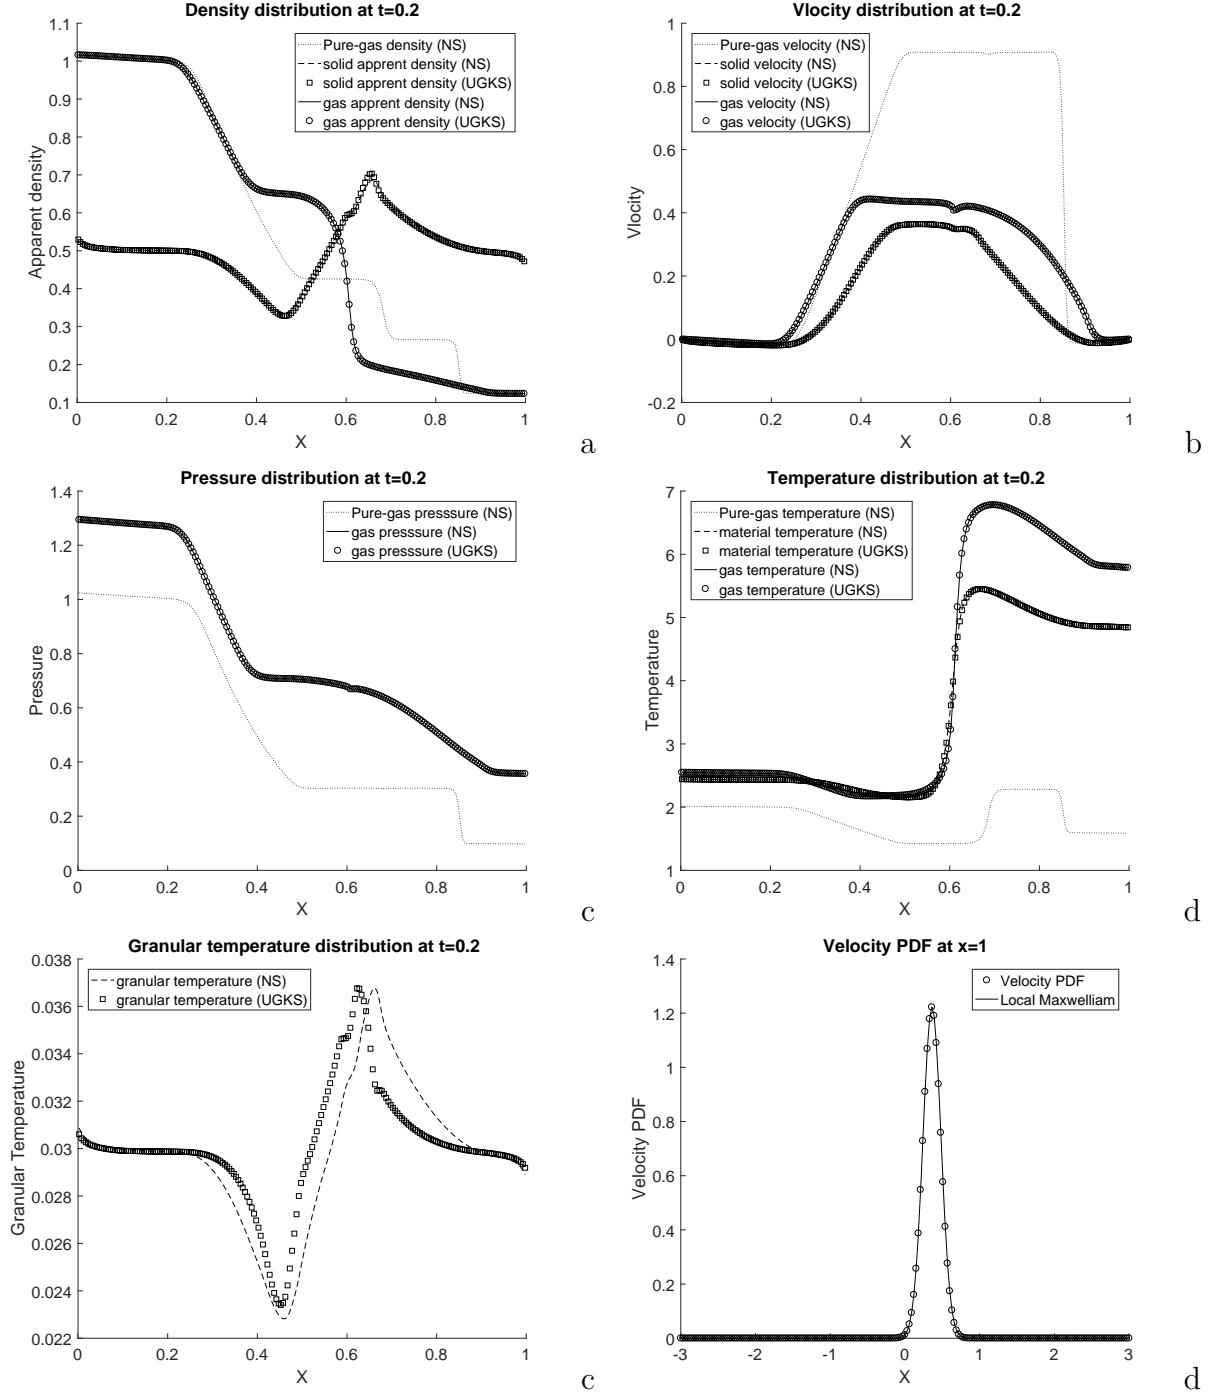 Density distribution at t=0.2
1.1
1
0.9
0.8
0.7
0.6
0.5
0.4
0.3
0.2
0.1
Apparent density
Pure-gas density (NS)
solid apprent density (NS)
solid apprent density (UGKS)
gas apprent density (NS)
gas apprent density (UGKS)
0 0.2 0.4 0.6 0.8 1
X
a
Vlocity distribution at t=0.2
1
0.8
0.6
0.4
0.2
0
-0.2
Vlocity
Pure-gas velocity (NS)
solid velocity (NS)
solid velocity (UGKS)
gas velocity (NS)
gas velocity (UGKS)
0 0.2 0.4 0.6 0.8 1
X
b
Pressure distribution at t=0.2
1.4
1.2
1
0.8
0.6
0.4
0.2
0
Pressure
Pure-gas presssure (NS)
gas presssure (NS)
gas presssure (UGKS)
0 0.2 0.4 0.6 0.8 1
X
c
Temperature distribution at t=0.2
7
6
5
4
3
2
1
Temperature
Pure-gas temperature (NS)
material temperature (NS)
material temperature (UGKS)
gas temperature (NS)
gas temperature (UGKS)
0 0.2 0.4 0.6 0.8 1
X
d
Granular temperature distribution at t=0.2
0.038
0.036
0.034
0.032
0.03
0.028
0.026
0.024
0.022
Granular Temperature
granular temperature (NS)
granular temperature (UGKS)
0 0.2 0.4 0.6 0.8 1
X
c
Velocity PDF at x=1
1.4
1.2
1
0.8
0.6
0.4
0.2
0
Velocity PDF
Velocity PDF
Local Maxwelliam
-3 -2 -1 0 1 2 3
X
d